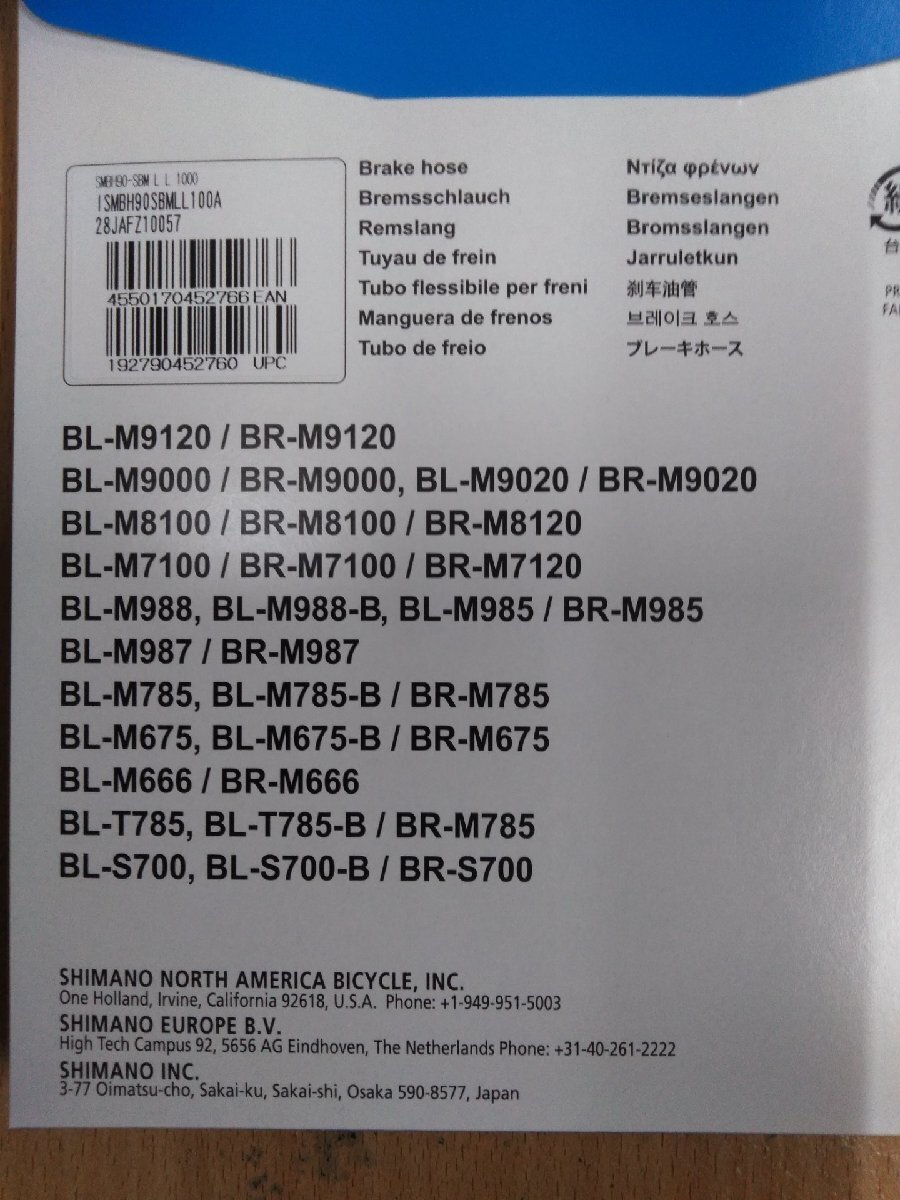 SMBH90-SBM L L 1000
ISMBH90SBMLL100A
28JAFZ10057
4550170452766 EAN
192790452760 UPC
Brake hose
Bremsschlauch
Remslang
Tuyau de frein
Tubo flessibile per freni
Manguera de frenos
Tubo de freio
Ντίζα φρένων
Bremseslangen
Bromsslangen
Jarruletkun
刹车油管
브레이크 호스
ブレーキホース
台
PR
FAI
BL-M9120 / BR-M9120
BL-M9000 / BR-M9000, BL-M9020 / BR-M9020
BL-M8100 / BR-M8100 / BR-M8120
BL-M7100 / BR-M7100 / BR-M7120
BL-M988, BL-M988-B, BL-M985 / BR-M985
BL-M987 / BR-M987
BL-M785, BL-M785-B / BR-M785
BL-M675, BL-M675-B / BR-M675
BL-M666 / BR-M666
BL-T785, BL-T785-B / BR-M785
BL-S700, BL-S700-B / BR-S700
SHIMANO NORTH AMERICA BICYCLE, INC.
One Holland, Irvine, California 92618, U.S.A. Phone: +1-949-951-5003
SHIMANO EUROPE B.V.
High Tech Campus 92, 5656 AG Eindhoven, The Netherlands Phone: +31-40-261-2222
SHIMANO INC.
3-77 Oimatsu-cho, Sakai-ku, Sakai-shi, Osaka 590-8577, Japan